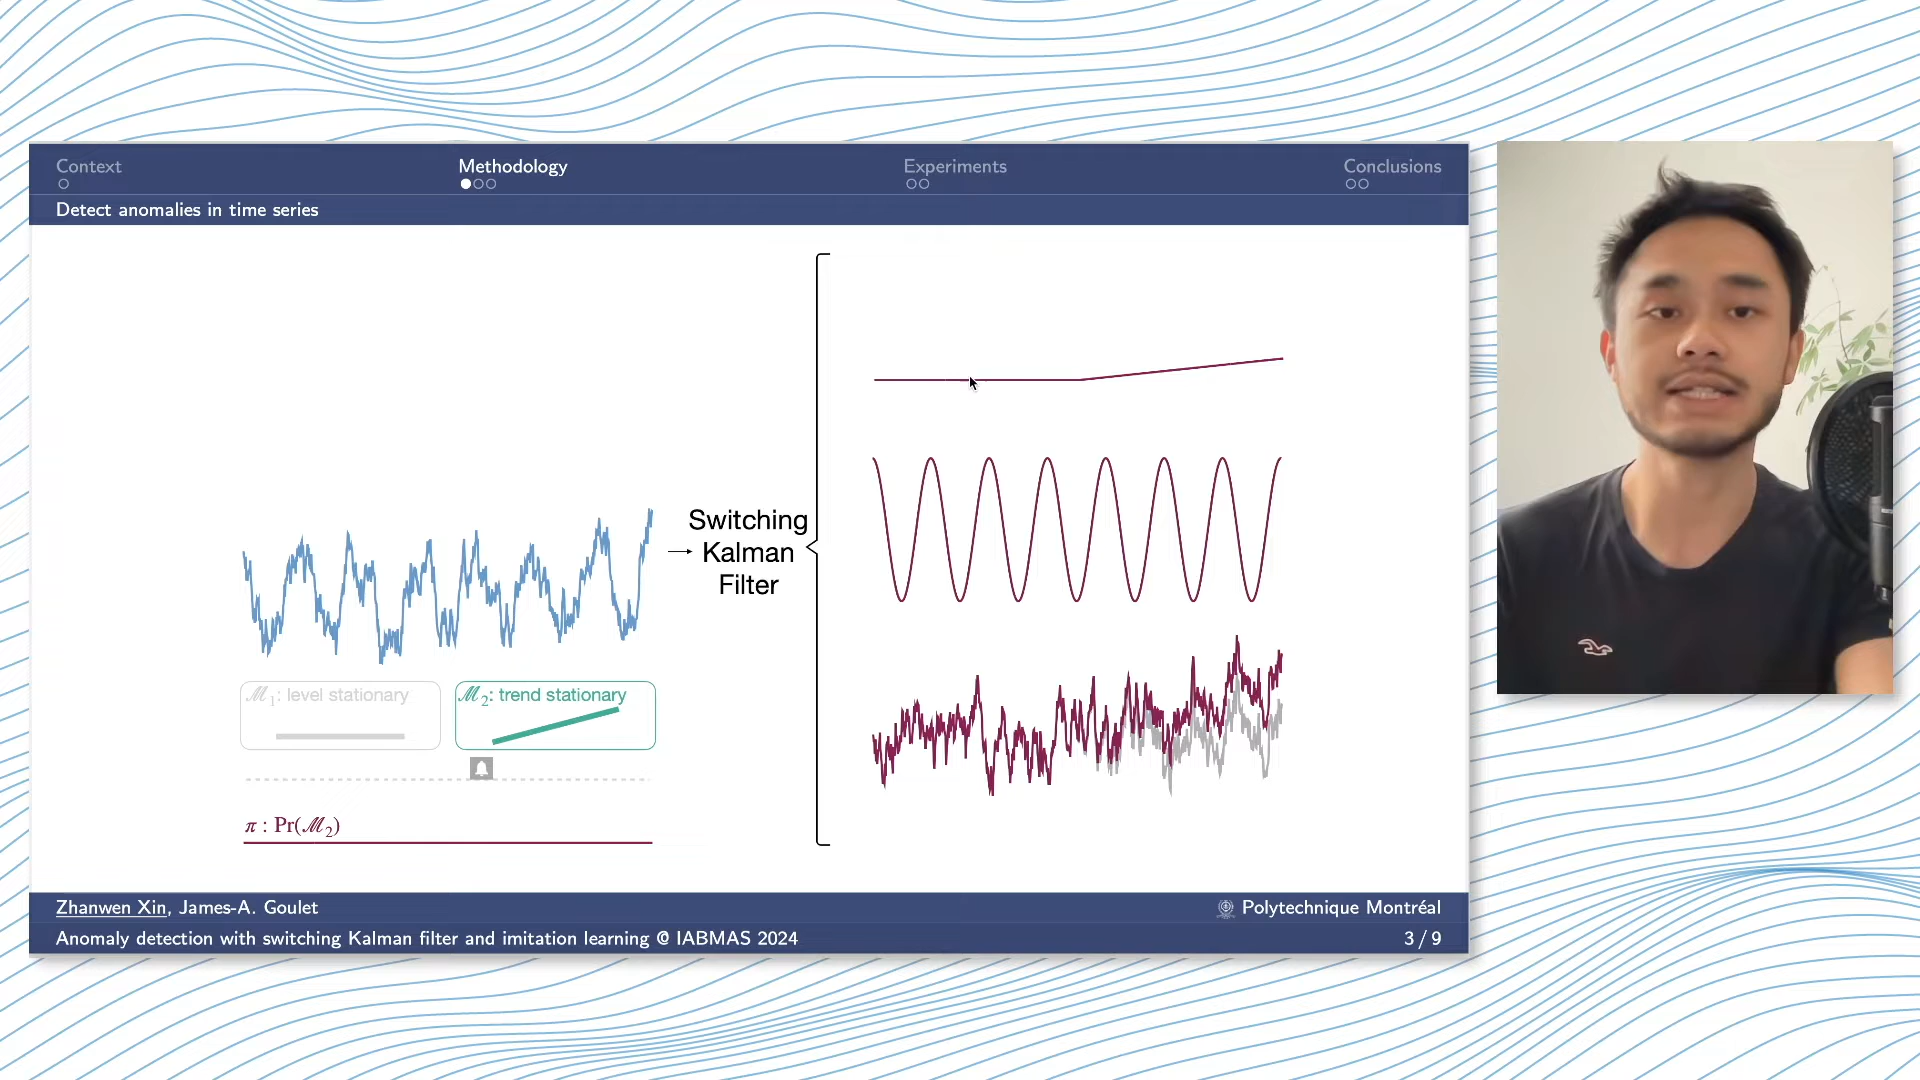 Context
Methodology
Experiments
Conclusions
Detect anomalies in time series
Switching
Kalman
Filter
ℳ₁: level stationary
ℳ₂: trend stationary
π : Pr(ℳ₂)
Zhanwen Xin, James-A. Goulet
Polytechnique Montréal
Anomaly detection with switching Kalman filter and imitation learning @ IABMAS 2024
3 / 9